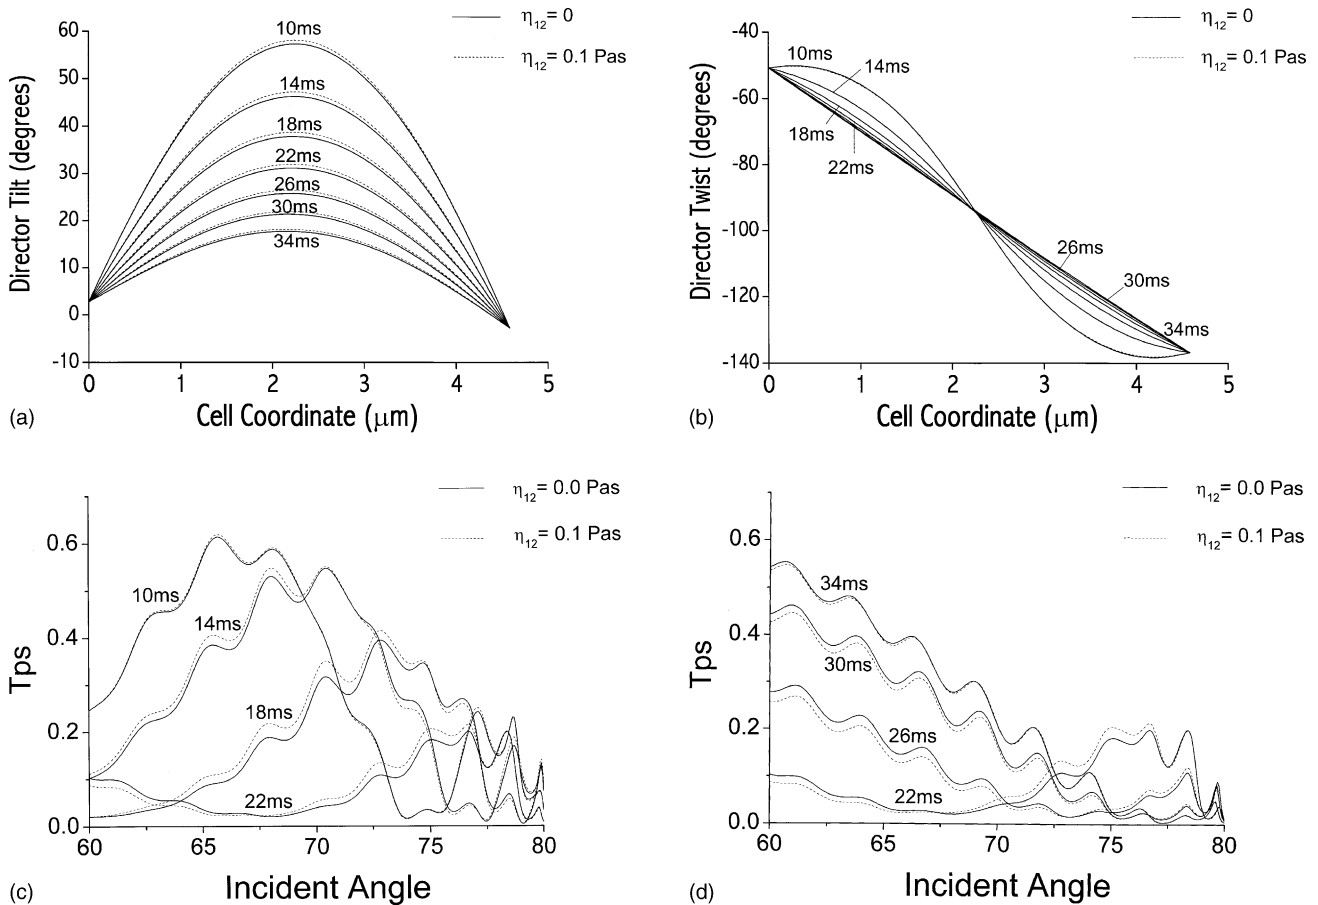 η12= 0
η12= 0.1 Pas
60
50
40
30
20
10
0
-10
Director Tilt (degrees)
10ms
14ms
18ms
22ms
26ms
30ms
34ms
0 1 2 3 4 5
(a) Cell Coordinate (μm)
η12= 0
η12= 0.1 Pas
-40
-60
-80
-100
-120
-140
Director Twist (degrees)
10ms
14ms
18ms
22ms
26ms
30ms
34ms
0 1 2 3 4 5
(b) Cell Coordinate (μm)
η12= 0.0 Pas
η12= 0.1 Pas
0.6
0.4
0.2
0.0
Tps
10ms
14ms
18ms
22ms
60 65 70 75 80
(c) Incident Angle
η12= 0.0 Pas
η12= 0.1 Pas
0.6
0.4
0.2
0.0
Tps
34ms
30ms
26ms
22ms
60 65 70 75 80
(d) Incident Angle